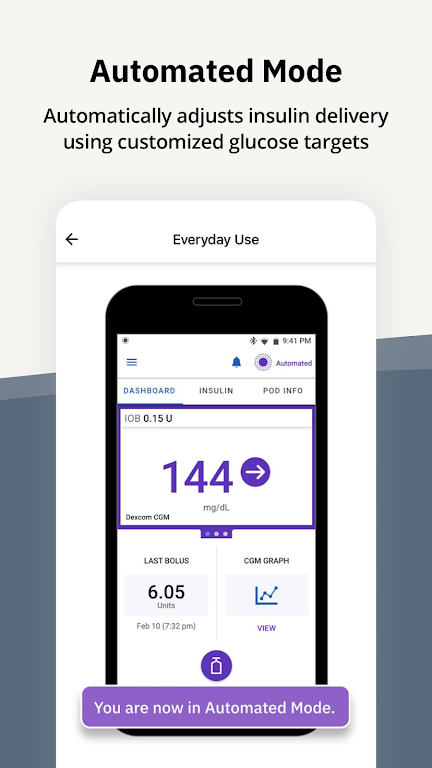 Automated Mode
Automatically adjusts insulin delivery
using customized glucose targets
Everyday Use
9:41 PM
Automated
DASHBOARD INSULIN POD INFO
IOB 0.15 U
144
mg/dL
Dexcom CGM
LAST BOLUS CGM GRAPH
6.05
Units
Feb 10 (7:32 pm) VIEW
You are now in Automated Mode.